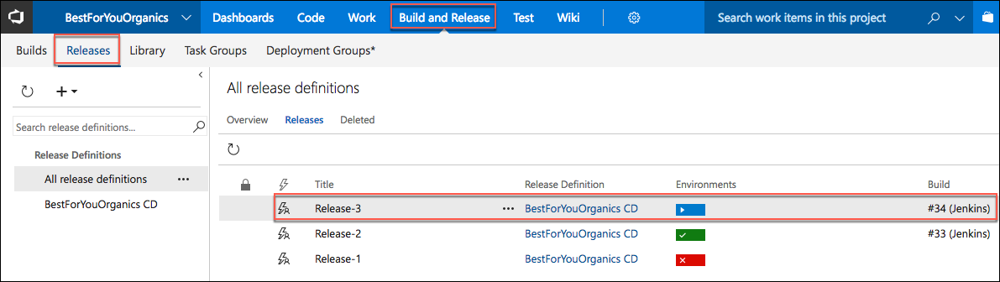 BestForYouOrganics Dashboards Code Work Build and Release Test Wiki Search work items in this project
Builds Releases Library Task Groups Deployment Groups*
All release definitions
Overview Releases Deleted
Search release definitions...
Release Definitions
All release definitions ...
BestForYouOrganics CD
Title Release Definition Environments Build
Release-3 ... BestForYouOrganics CD #34 (Jenkins)
Release-2 BestForYouOrganics CD #33 (Jenkins)
Release-1 BestForYouOrganics CD